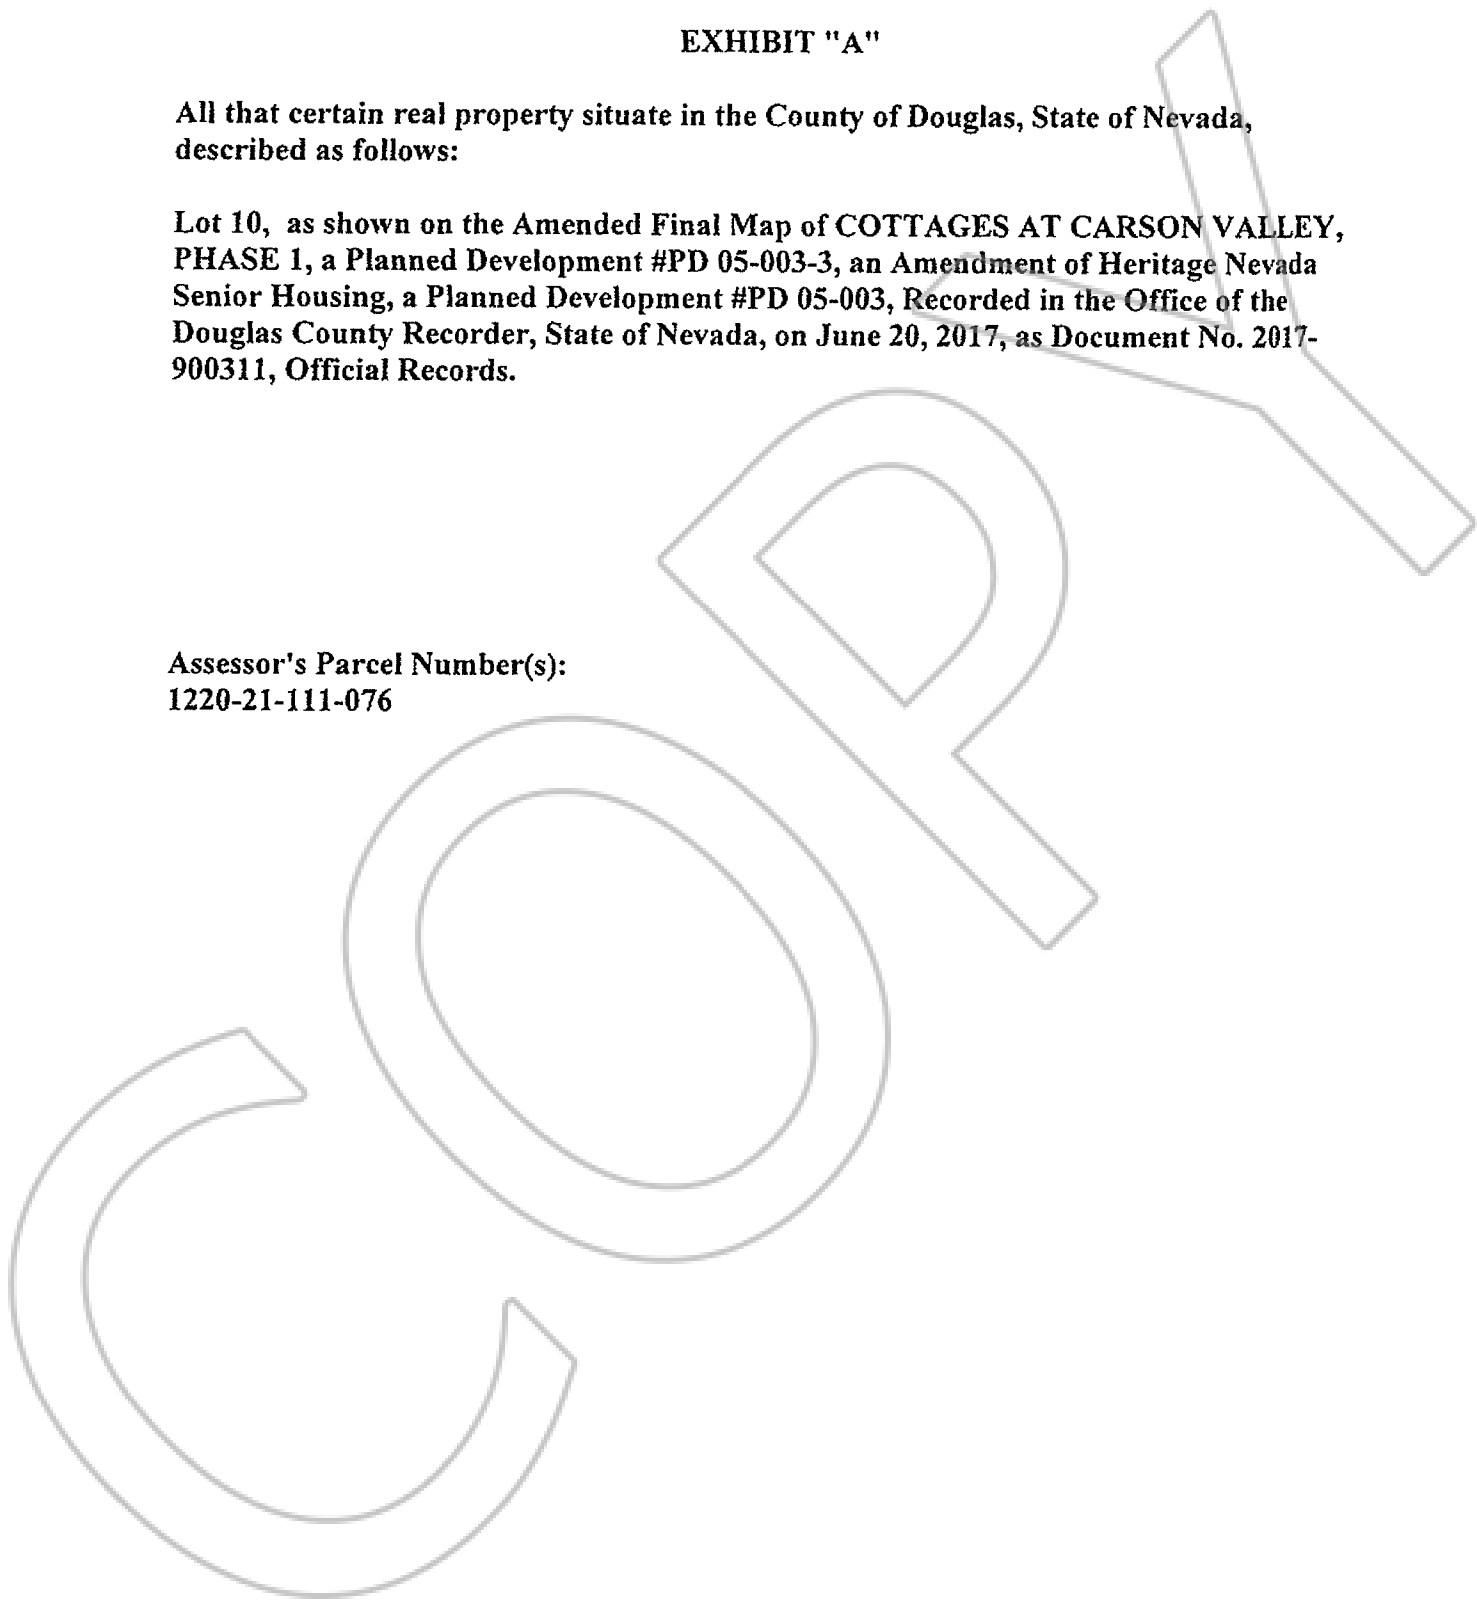 EXHIBIT "A"
All that certain real property situate in the County of Douglas, State of Nevada,
described as follows:
Lot 10, as shown on the Amended Final Map of COTTAGES AT CARSON VALLEY,
PHASE 1, a Planned Development #PD 05-003-3, an Amendment of Heritage Nevada
Senior Housing, a Planned Development #PD 05-003, Recorded in the Office of the
Douglas County Recorder, State of Nevada, on June 20, 2017, as Document No. 2017-
900311, Official Records.
Assessor's Parcel Number(s):
1220-21-111-076
COPY